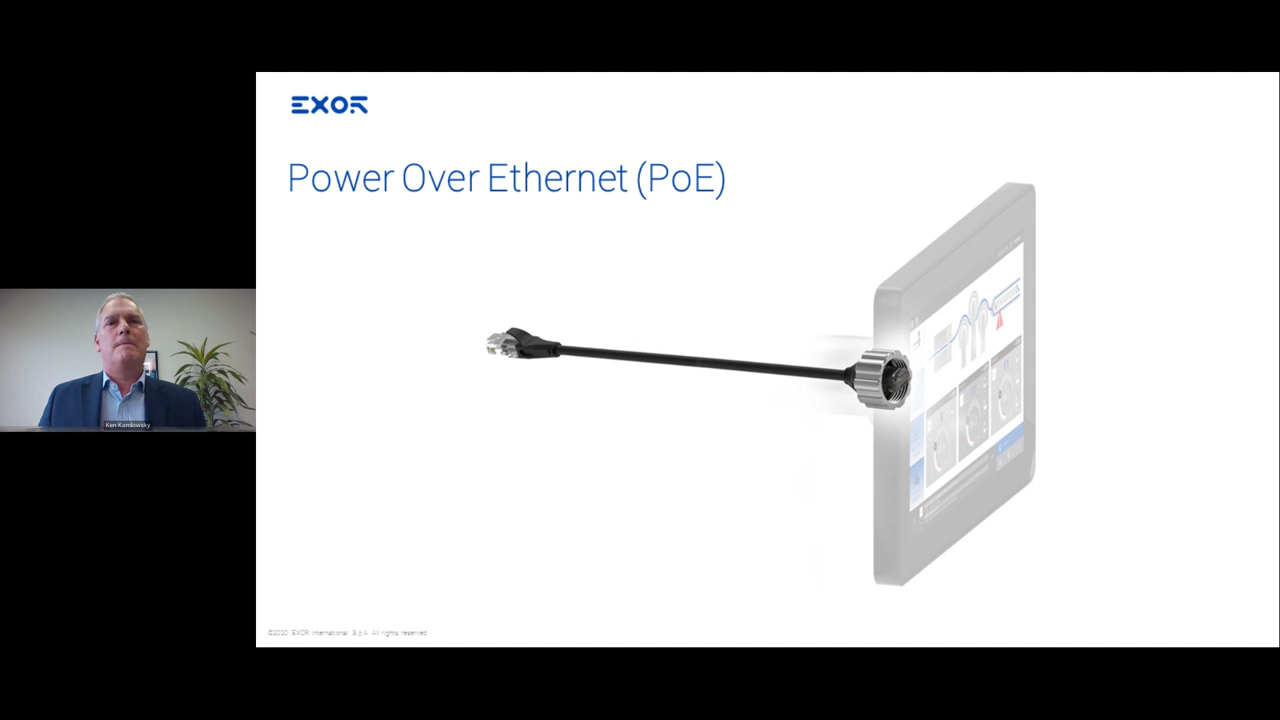 EXOR
Power Over Ethernet (PoE)
Ken Kamlowsky
©2020 EXOR International S.p.A. All rights reserved